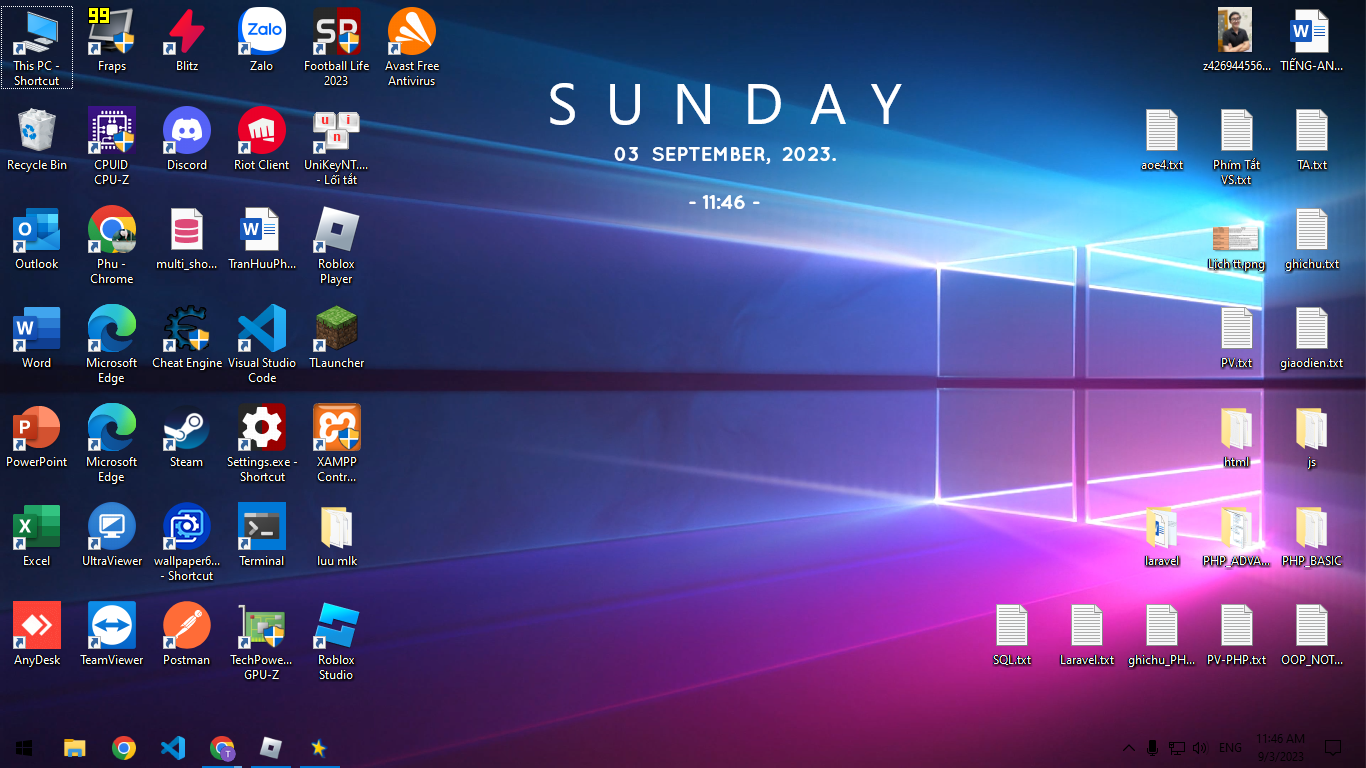 99
This PC -
Shortcut
Fraps
Blitz
Zalo
Zalo
SP
Football Life
2023
Avast Free
Antivirus
z426944556...
W
TIẾNG-AN...
SUNDAY
03 SEPTEMBER, 2023.
- 11:46 -
Recycle Bin
CPUID
CPU-Z
Discord
Riot Client
u i
n
UniKeyNT....
- Lối tắt
aoe4.txt
Phím Tắt
VS.txt
TA.txt
O
Outlook
Phu -
Chrome
multi_sho...
W
TranHuuPh...
Roblox
Player
Lịch tt.png
ghichu.txt
W
Word
Microsoft
Edge
Cheat Engine
Visual Studio
Code
TLauncher
PV.txt
giaodien.txt
P
PowerPoint
Microsoft
Edge
Steam
Settings.exe -
Shortcut
XAMPP
Contr...
html
js
X
Excel
UltraViewer
wallpaper6...
- Shortcut
Terminal
luu mlk
laravel
PHP_ADVA...
PHP_BASIC
AnyDesk
TeamViewer
Postman
TechPowe...
GPU-Z
Roblox
Studio
SQL.txt
Laravel.txt
ghichu_PH...
PV-PHP.txt
OOP_NOT...
T
ENG
11:46 AM
9/3/2023